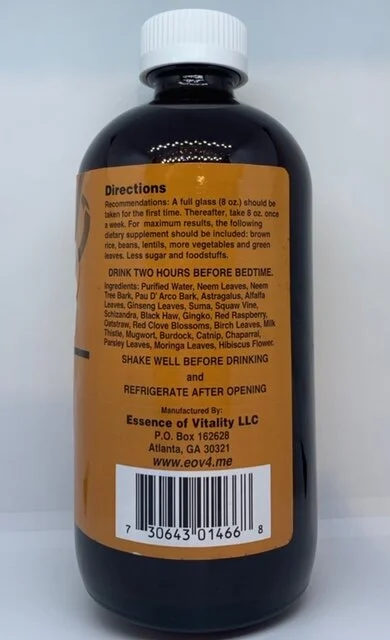 Directions
Recommendations: A full glass (8 oz.) should be
taken for the first time. Thereafter, take 6 oz. once
a week. For maximum results, the following
dietary supplement should be included: brown
rice, beans, lentils, more vegetables and green
leaves. Less sugar and foodstuffs.
DRINK TWO HOURS BEFORE BEDTIME.
Ingredients: Purified Water, Neem Leaves, Neem
Tree Bark, Pau D' Arco Bark, Astragalus, Alfalfa
Leaves, Ginseng Leaves, Suma, Squaw Vine,
Schizandra, Black Haw, Gingko, Red Raspberry,
Oatstraw, Red Clove Blossoms, Birch Leaves, Milk
Thistle, Mugwort, Burdock, Catnip, Chaparral,
Parsley Leaves, Moringa Leaves, Hibiscus Flower.
SHAKE WELL BEFORE DRINKING
and
REFRIGERATE AFTER OPENING
Manufactured By:
Essence of Vitality LLC
P.O. Box 162628
Atlanta, GA 30321
www.eov4.me
7 30643 01466 8